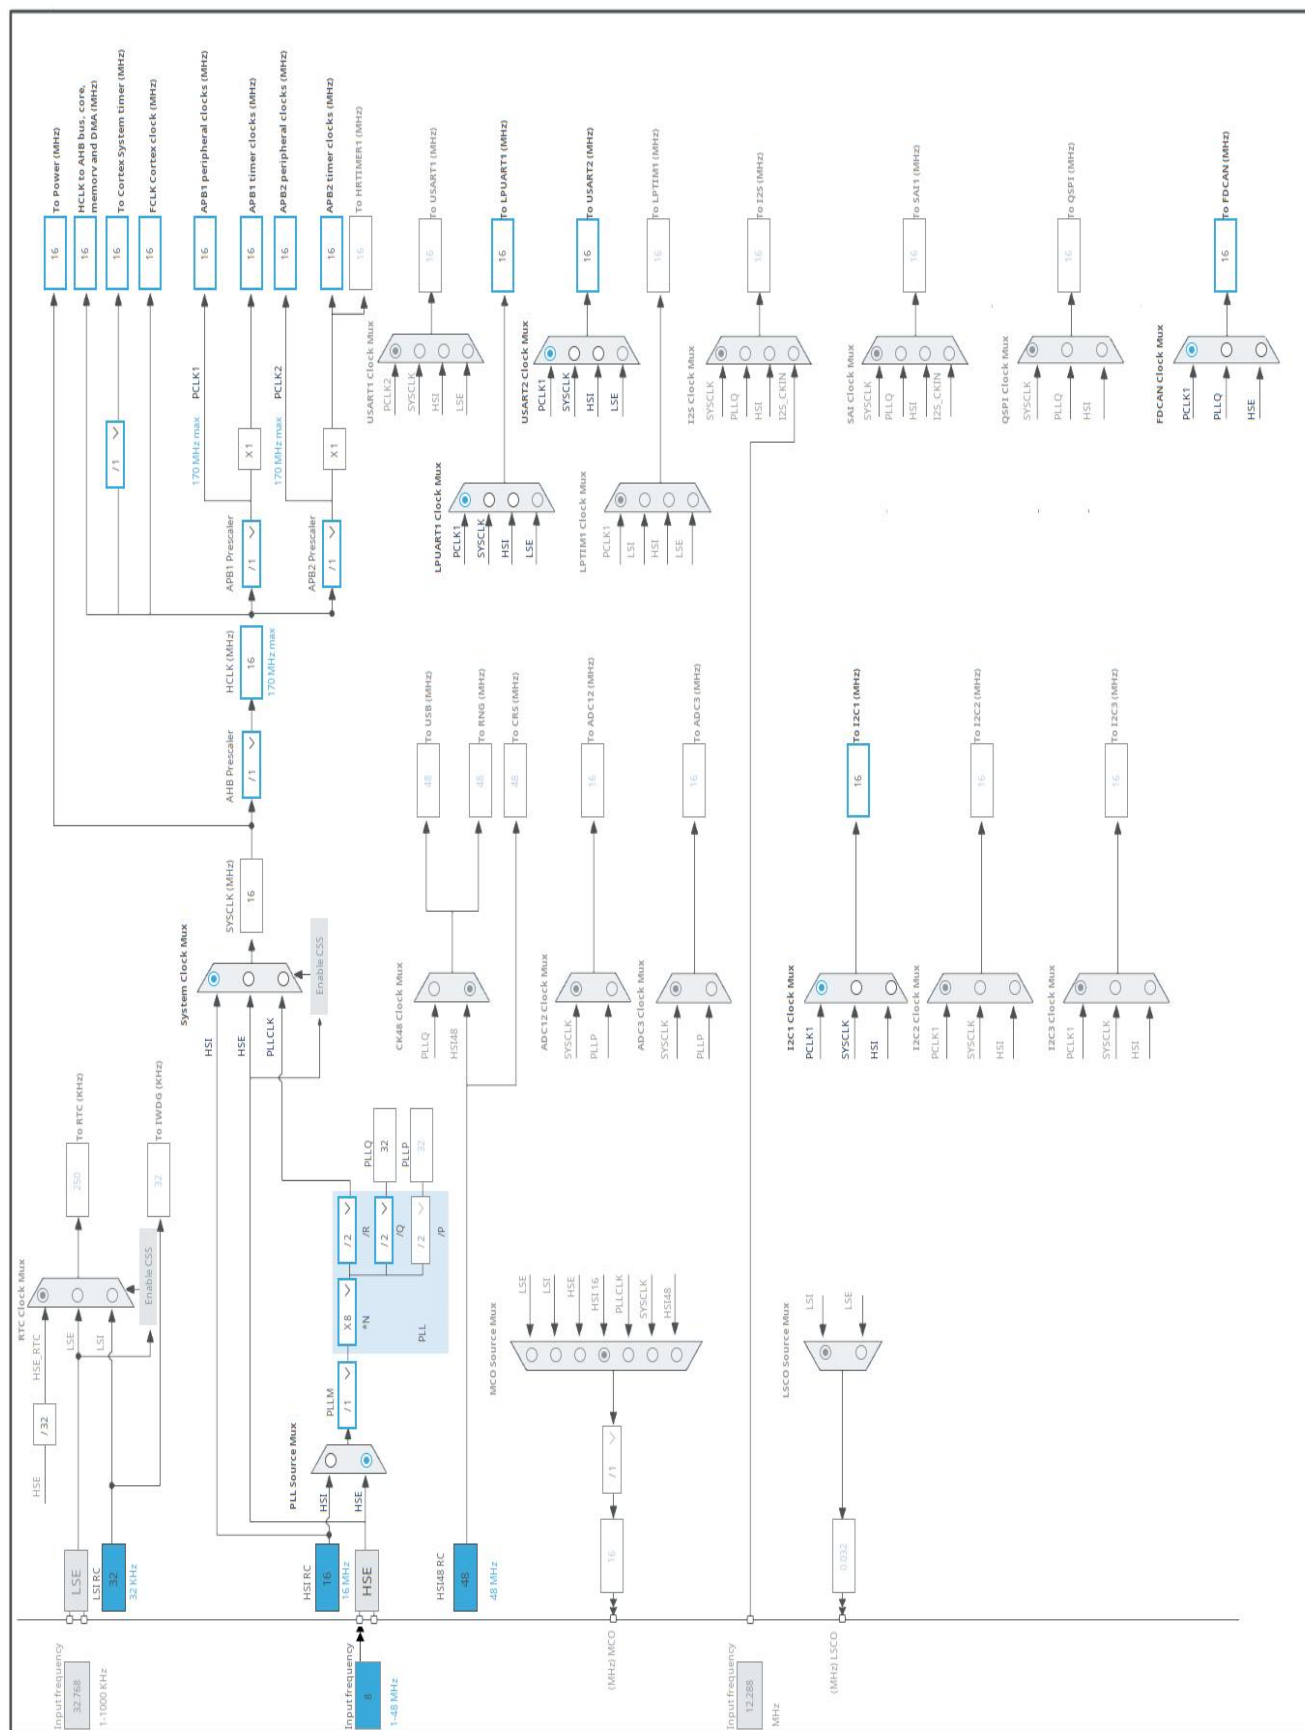 RTC Clock Mux
HSE
/ 32
HSE_RTC
LSE
LSI
Enable CSS
250
To RTC (KHz)
32
To IWDG (KHz)
Input frequency
32.768
1-1000 KHz
LSE
LSI RC
32
32 KHz
System Clock Mux
HSI
HSE
PLLCLK
Enable CSS
SYSCLK (MHz)
16
AHB Prescaler
/ 1
HCLK (MHz)
16
170 MHz max
APB1 Prescaler
/ 1
APB2 Prescaler
/ 1
/ 1
170 MHz max
PCLK1
X 1
170 MHz max
PCLK2
X 1
16
To Power (MHz)
16
HCLK to AHB bus, core,
memory and DMA (MHz)
16
To Cortex System timer (MHz)
16
FCLK Cortex clock (MHz)
16
APB1 peripheral clocks (MHz)
16
APB1 timer clocks (MHz)
16
APB2 peripheral clocks (MHz)
16
APB2 timer clocks (MHz)
16
To HRTIMER1 (MHz)
HSI RC
16
16 MHz
Input frequency
8
1-48 MHz
HSE
PLL Source Mux
HSI
HSE
PLLM
/ 1
X 8
*N
/ 2
/R
/ 2
/Q
/ 2
/P
PLL
PLLQ
32
PLLP
32
HSI48 RC
48
48 MHz
CK48 Clock Mux
PLLQ
HSI48
48
To USB (MHz)
48
To RNG (MHz)
48
To CRS (MHz)
USART1 Clock Mux
PCLK2
SYSCLK
HSI
LSE
16
To USART1 (MHz)
LPUART1 Clock Mux
PCLK1
SYSCLK
HSI
LSE
16
To LPUART1 (MHz)
USART2 Clock Mux
PCLK1
SYSCLK
HSI
LSE
16
To USART2 (MHz)
LPTIM1 Clock Mux
PCLK1
LSI
HSI
LSE
16
To LPTIM1 (MHz)
ADC12 Clock Mux
SYSCLK
PLLP
16
To ADC12 (MHz)
ADC3 Clock Mux
SYSCLK
PLLP
16
To ADC3 (MHz)
I2S Clock Mux
SYSCLK
PLLQ
HSI
I2S_CKIN
16
To I2S (MHz)
SAI Clock Mux
SYSCLK
PLLQ
HSI
I2S_CKIN
16
To SAI1 (MHz)
QSPI Clock Mux
SYSCLK
PLLQ
HSI
16
To QSPI (MHz)
FDCAN Clock Mux
PCLK1
PLLQ
HSE
16
To FDCAN (MHz)
MCO Source Mux
LSE
LSI
HSE
HSI 16
PLLCLK
SYSCLK
HSI48
/ 1
16
(MHz) MCO
Input frequency
12.288
MHz
LSCO Source Mux
LSI
LSE
0.032
(MHz) LSCO
I2C1 Clock Mux
PCLK1
SYSCLK
HSI
16
To I2C1 (MHz)
I2C2 Clock Mux
PCLK1
SYSCLK
HSI
16
To I2C2 (MHz)
I2C3 Clock Mux
PCLK1
SYSCLK
HSI
16
To I2C3 (MHz)